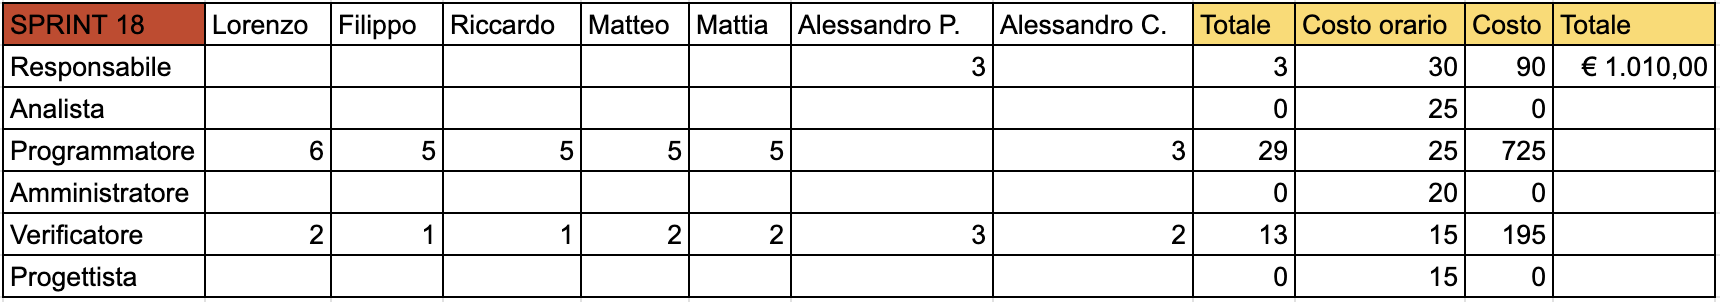 SPRINT 18 Lorenzo Filippo Riccardo Matteo Mattia Alessandro P. Alessandro C. Totale Costo orario Costo Totale
Responsabile 3 3 30 90 € 1.010,00
Analista 0 25 0
Programmatore 6 5 5 5 5 3 29 25 725
Amministratore 0 20 0
Verificatore 2 1 1 2 2 3 2 13 15 195
Progettista 0 15 0